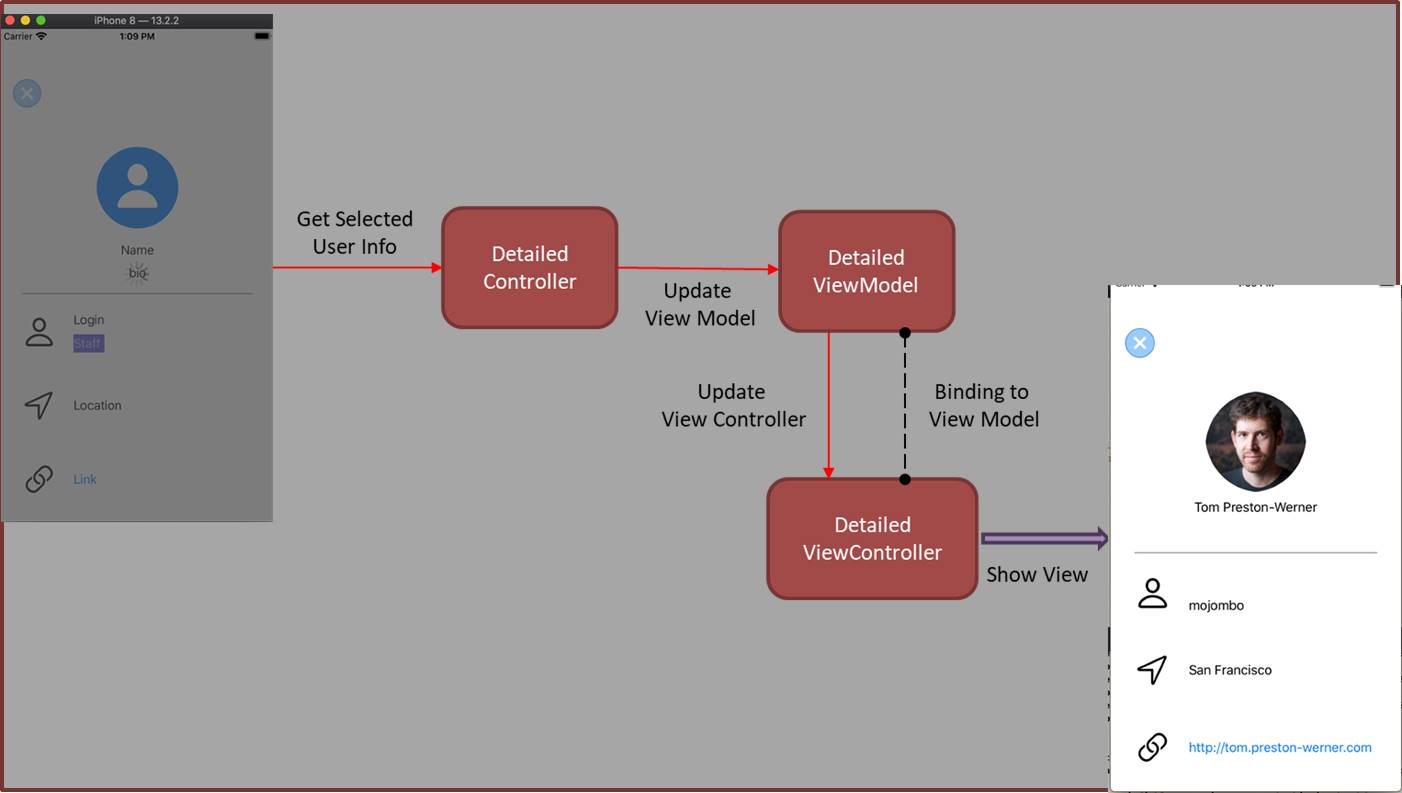 iPhone 8 — 13.2.2
Carrier
1:09 PM
Name
bio
Login
Staff
Location
Link
Get Selected
User Info
Detailed
Controller
Update
View Model
Detailed
ViewModel
Update
View Controller
Binding to
View Model
Detailed
ViewController
Show View
Tom Preston-Werner
mojombo
San Francisco
http://tom.preston-werner.com